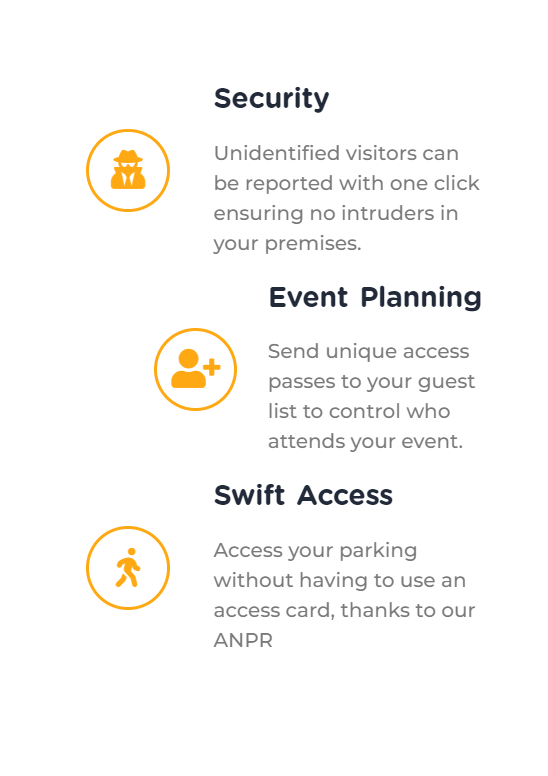 Security
Unidentified visitors can
be reported with one click
ensuring no intruders in
your premises.
Event Planning
Send unique access
passes to your guest
list to control who
attends your event.
Swift Access
Access your parking
without having to use an
access card, thanks to our
ANPR